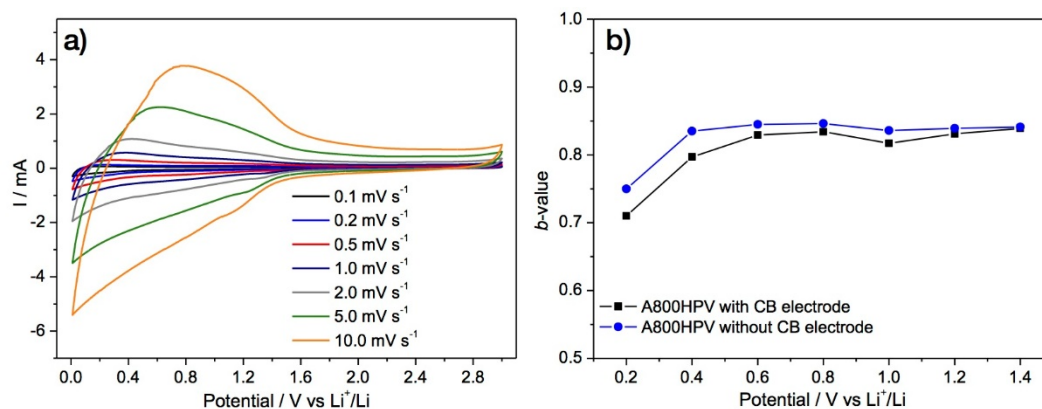 a)
I / mA
4
2
0
-2
-4
-6
0.0 0.4 0.8 1.2 1.6 2.0 2.4 2.8
Potential / V vs Li⁺/Li
0.1 mV s⁻¹
0.2 mV s⁻¹
0.5 mV s⁻¹
1.0 mV s⁻¹
2.0 mV s⁻¹
5.0 mV s⁻¹
10.0 mV s⁻¹
b)
b-value
1.0
0.9
0.8
0.7
0.6
0.5
A800HPV with CB electrode
A800HPV without CB electrode
0.2 0.4 0.6 0.8 1.0 1.2 1.4
Potential / V vs Li⁺/Li